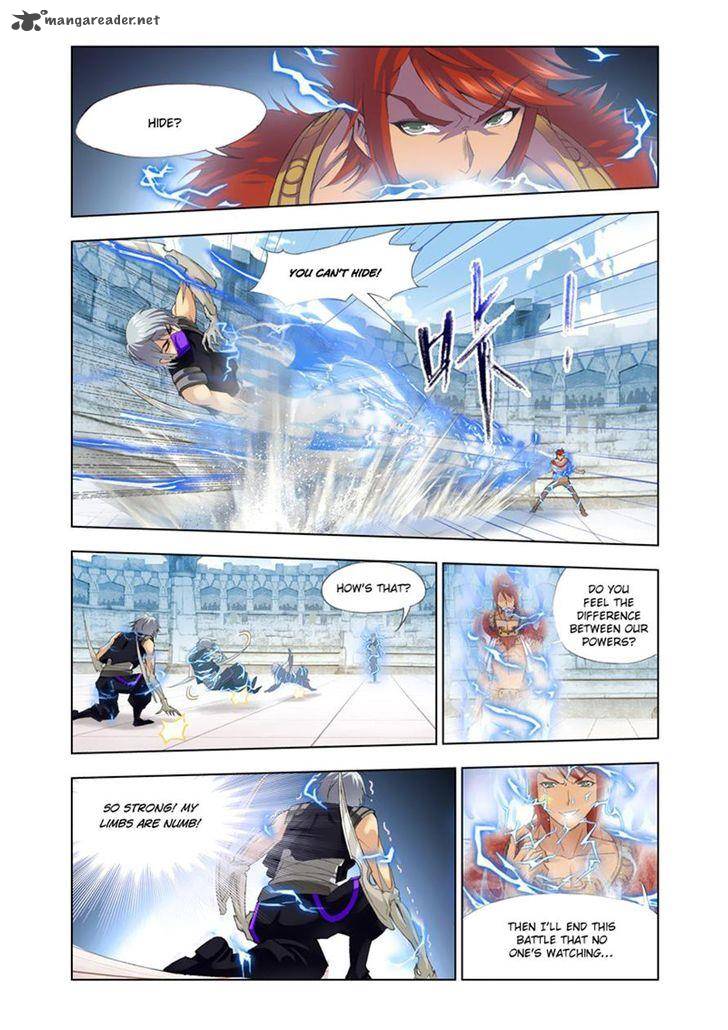 mangareader.net
HIDE?
YOU CAN'T HIDE!
咔!
HOW'S THAT?
DO YOU
FEEL THE
DIFFERENCE
BETWEEN OUR
POWERS?
SO STRONG! MY
LIMBS ARE NUMB!
THEN I'LL END THIS
BATTLE THAT NO
ONE'S WATCHING...